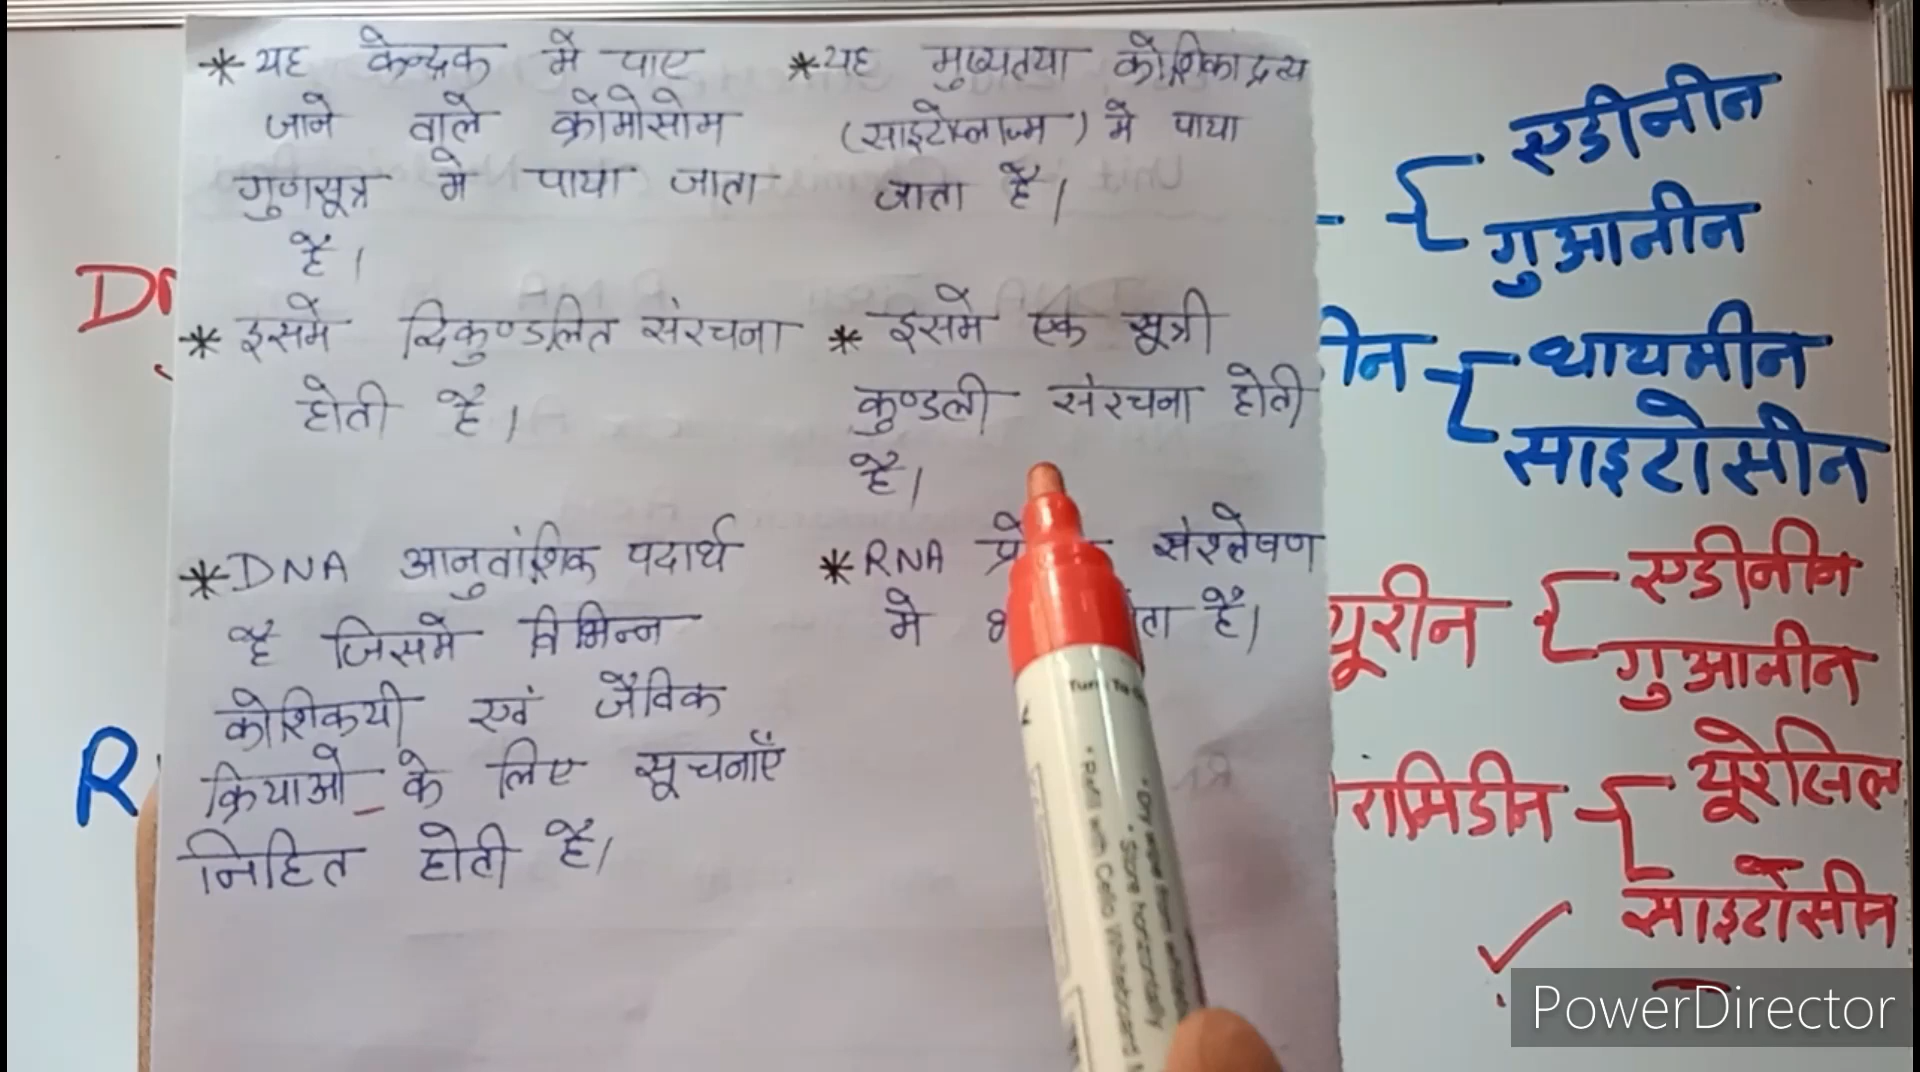 * यह केन्द्रक में पाए
जाने वाले क्रोमोसोम
गुणसूत्र मे पाया जाता
है।
* इसमे द्विकुण्डलित संरचना
होती है।
* DNA आनुवांशिक पदार्थ
है जिसमे विभिन्न
कोशिकयी एवं जैविक
क्रियाओ के लिए सूचनाएँ
निहित होती है।
* यह मुख्यतया कोशिकाद्रव्य
(साइटोप्लाज्म) मे पाया
जाता है।
* इसमे एक सूत्री
कुण्डली संरचना होती
है।
* RNA संश्लेषण
मे है।
एडीनीन
गुआनीन
थायमीन
साइटोसीन
यूरीन
एडीनीन
गुआनीन
यूरेसिल
साइटोसीन
R
PowerDirector